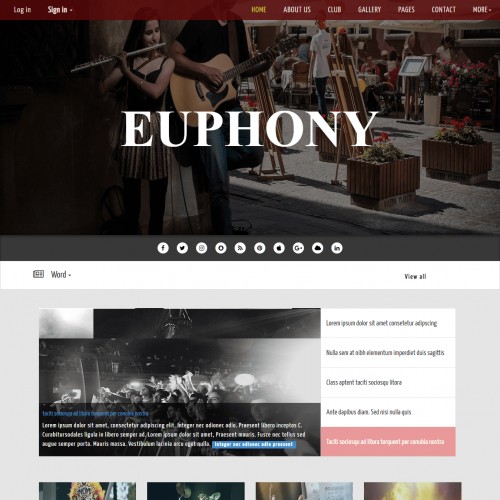 Log in
Sign in
HOME
ABOUT US
CLUB
GALLERY
PAGES
CONTACT
MORE
EUPHONY
Word
View all
Lorem ipsum dolor sit consectetur adipiscing
Nulla sem at nibh elementum imperdiet duis sagittis
Class aptent taciti sociosqu litora
Ante dapibus diam. Sed nisi nulla
Taciti sociosqu ad litora torquent per conubia nostra
taciti sociosqu ad litora torquent per conubia nostra
Lorem ipsum dolor sit amet, consectetur adipiscing elit, Integer nec odionec odio. Praesent libero cingero. C.
Curabitursodales ligula in libero semper ad, Lorem ipsum dolor sit amet, Praesent mauris. Fusce nec tellus sed
augue semper porta. Mauris massa. Vestibulum lacinia arcu eget nulla. Integer nec odionec odio praesent